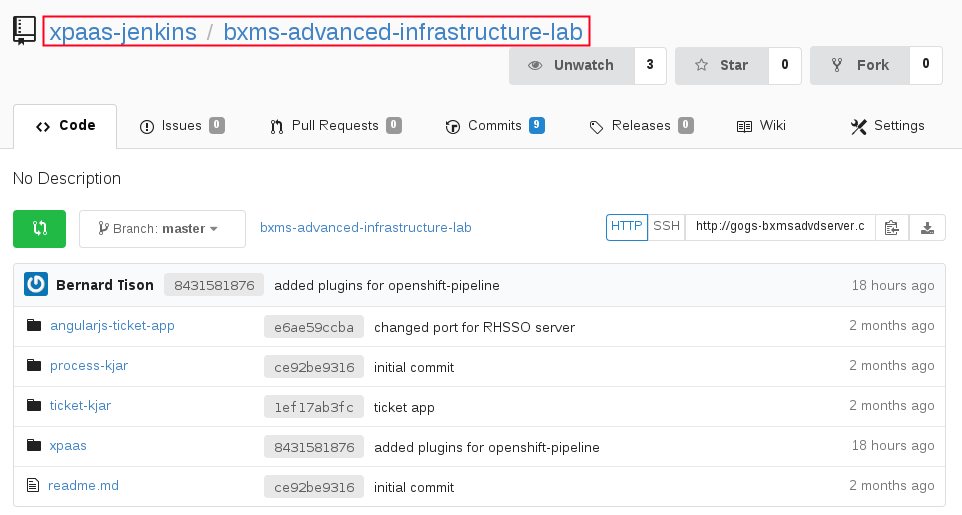 xpaas-jenkins / bxms-advanced-infrastructure-lab
Unwatch 3 Star 0 Fork 0
Code Issues 0 Pull Requests 0 Commits 9 Releases 0 Wiki Settings
No Description
Branch: master bxms-advanced-infrastructure-lab HTTP SSH http://gogs-bxmsadvdserver.c
Bernard Tison 8431581876 added plugins for openshift-pipeline 18 hours ago
angularjs-ticket-app e6ae59ccba changed port for RHSSO server 2 months ago
process-kjar ce92be9316 initial commit 2 months ago
ticket-kjar 1ef17ab3fc ticket app 2 months ago
xpaas 8431581876 added plugins for openshift-pipeline 18 hours ago
readme.md ce92be9316 initial commit 2 months ago